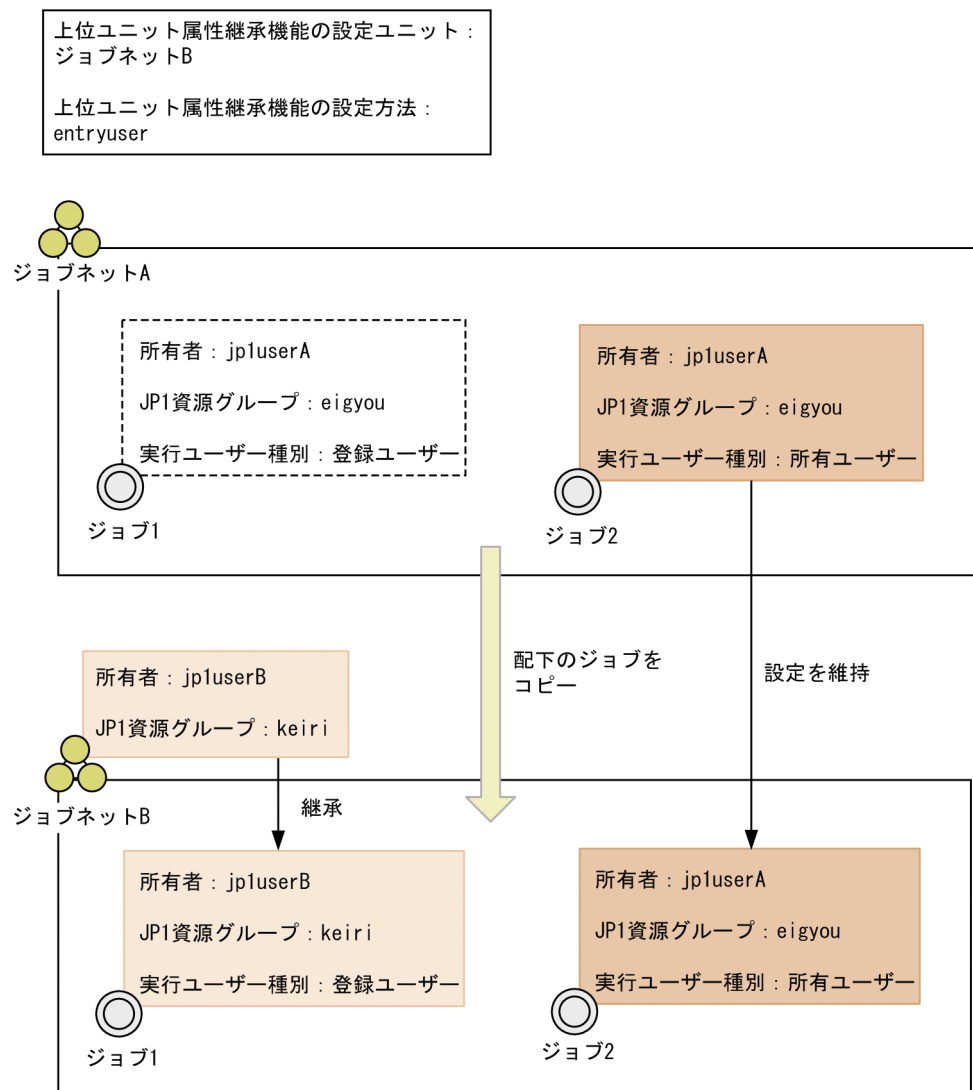 上位ユニット属性継承機能の設定ユニット：
ジョブネットB
上位ユニット属性継承機能の設定方法：
entryuser
ジョブネットA
所有者：jp1userA
JP1資源グループ：eigyou
実行ユーザー種別：登録ユーザー
ジョブ1
所有者：jp1userA
JP1資源グループ：eigyou
実行ユーザー種別：所有ユーザー
ジョブ2
配下のジョブを
コピー
設定を維持
所有者：jp1userB
JP1資源グループ：keiri
ジョブネットB
継承
所有者：jp1userB
JP1資源グループ：keiri
実行ユーザー種別：登録ユーザー
ジョブ1
所有者：jp1userA
JP1資源グループ：eigyou
実行ユーザー種別：所有ユーザー
ジョブ2